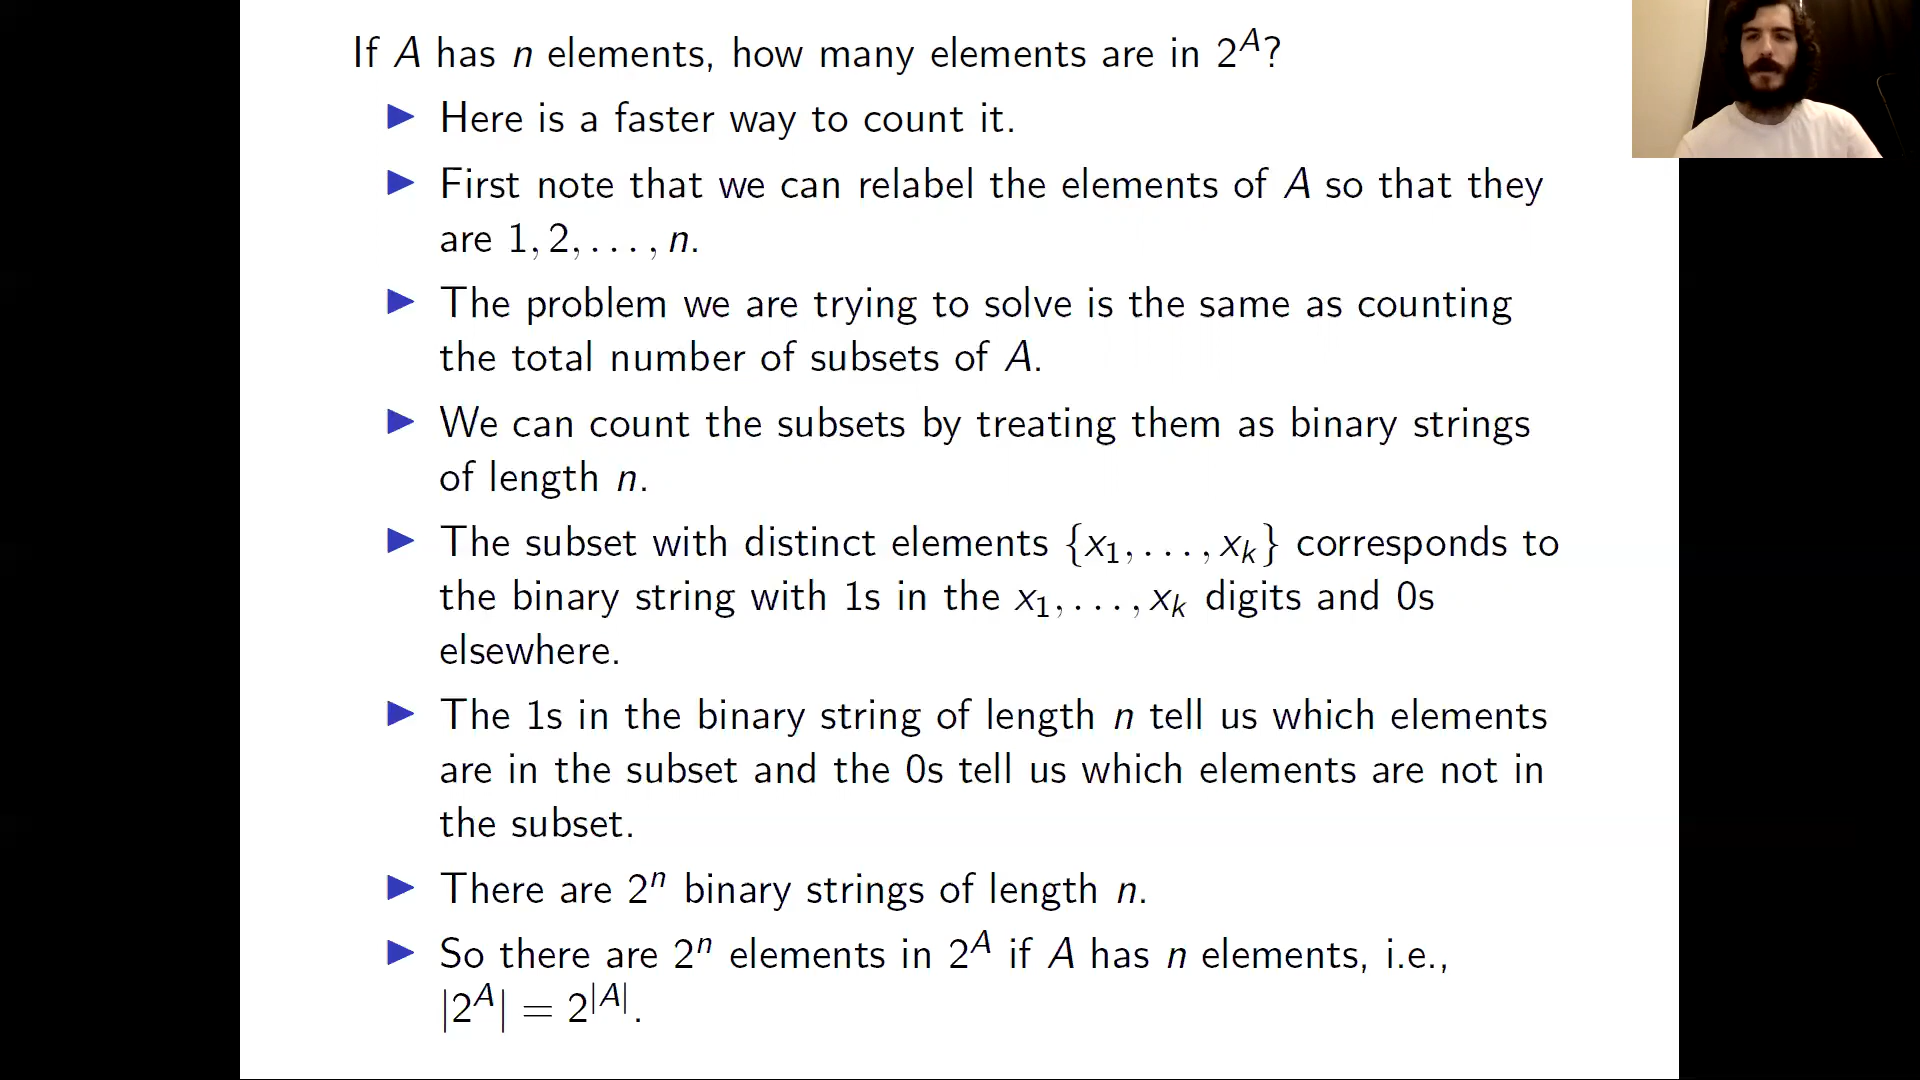 If A has n elements, how many elements are in 2^A?
▶ Here is a faster way to count it.
▶ First note that we can relabel the elements of A so that they
are 1, 2, . . . , n.
▶ The problem we are trying to solve is the same as counting
the total number of subsets of A.
▶ We can count the subsets by treating them as binary strings
of length n.
▶ The subset with distinct elements {x₁, . . . , xₖ} corresponds to
the binary string with 1s in the x₁, . . . , xₖ digits and 0s
elsewhere.
▶ The 1s in the binary string of length n tell us which elements
are in the subset and the 0s tell us which elements are not in
the subset.
▶ There are 2^n binary strings of length n.
▶ So there are 2^n elements in 2^A if A has n elements, i.e.,
|2^A| = 2^|A|.